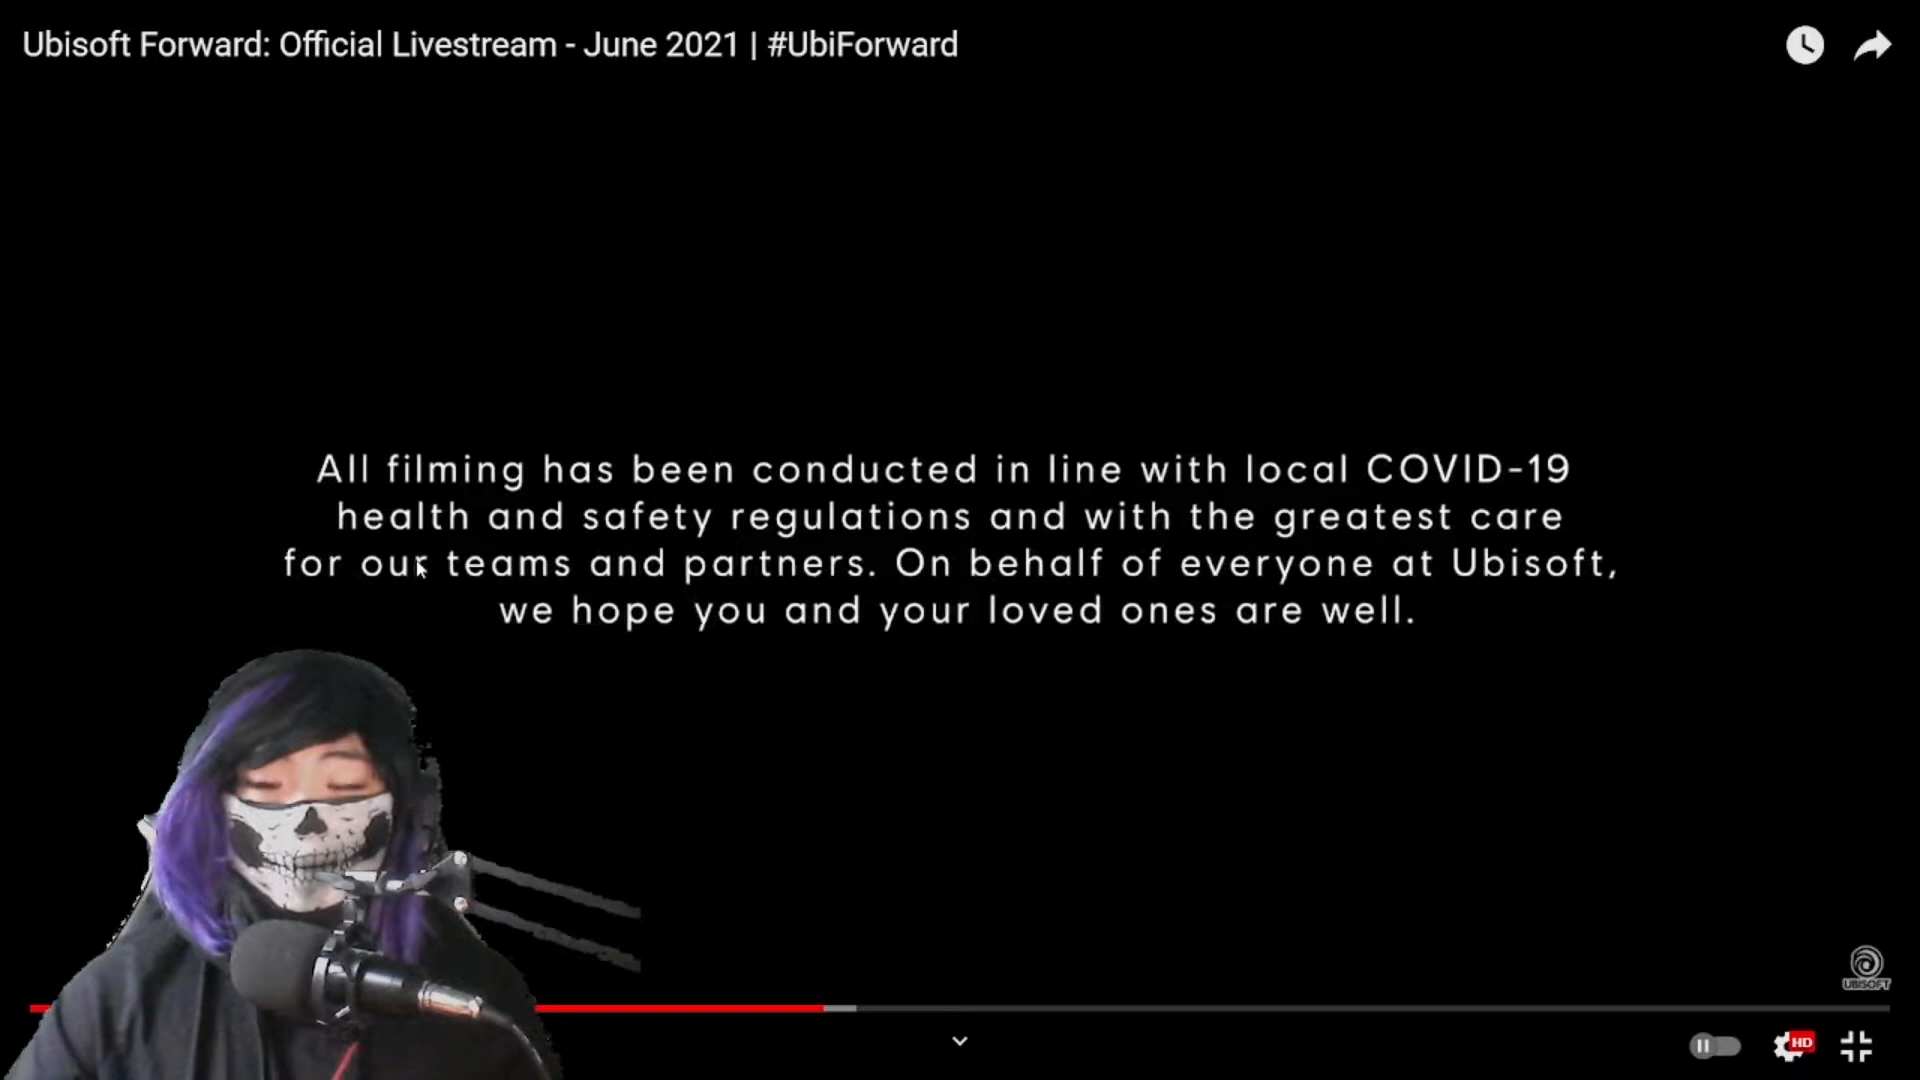 Ubisoft Forward: Official Livestream - June 2021 | #UbiForward
All filming has been conducted in line with local COVID-19
health and safety regulations and with the greatest care
for our teams and partners. On behalf of everyone at Ubisoft,
we hope you and your loved ones are well.
UBISOFT
HD